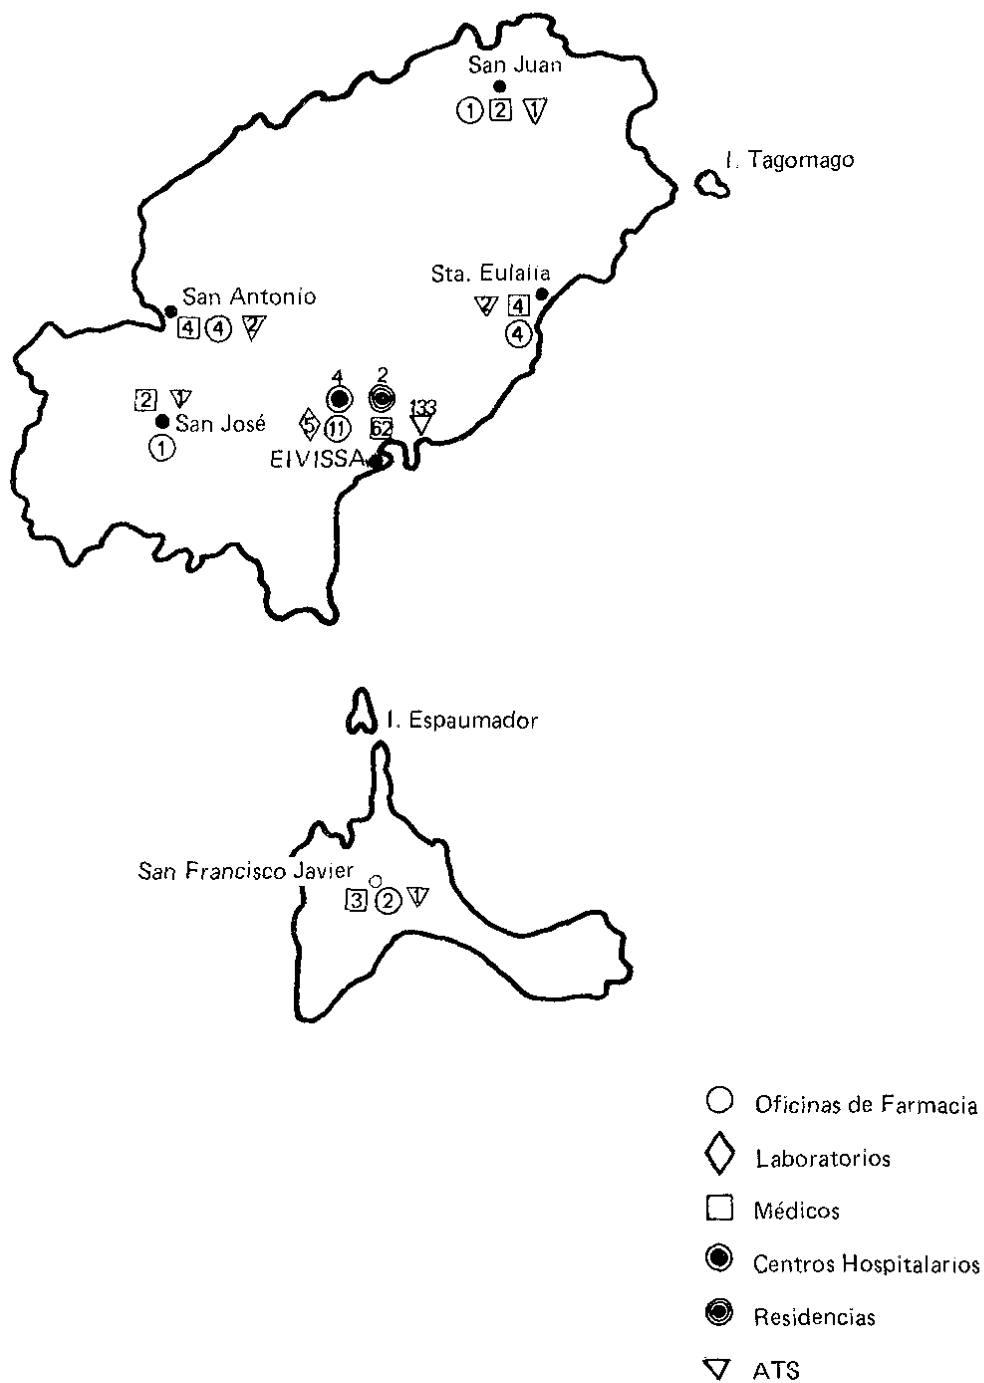 San Juan
1 2 1
I. Tagomago
Sta. Eulalia
2 4
4
San Antonio
4 4 2
4 2
133
2 1
San José
1
5 11 62
EIVISSA
I. Espaumador
San Francisco Javier
3 2 1
Oficinas de Farmacia
Laboratorios
Médicos
Centros Hospitalarios
Residencias
ATS